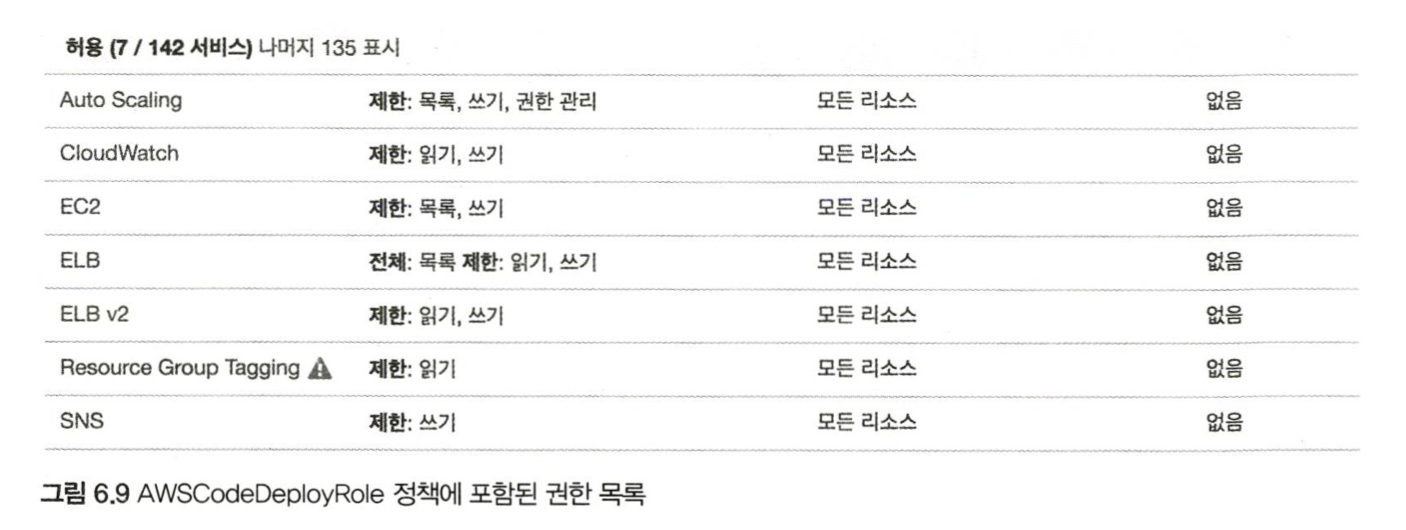 허용 (7 / 142 서비스) 나머지 135 표시
Auto Scaling 제한: 목록, 쓰기, 권한 관리 모든 리소스 없음
CloudWatch 제한: 읽기, 쓰기 모든 리소스 없음
EC2 제한: 목록, 쓰기 모든 리소스 없음
ELB 전체: 목록 제한: 읽기, 쓰기 모든 리소스 없음
ELB v2 제한: 읽기, 쓰기 모든 리소스 없음
Resource Group Tagging 제한: 읽기 모든 리소스 없음
SNS 제한: 쓰기 모든 리소스 없음
그림 6.9 AWSCodeDeployRole 정책에 포함된 권한 목록